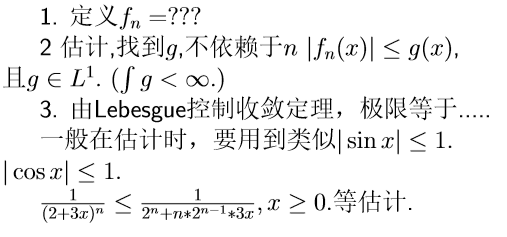 1. 定义$f_n$ =???
2 估计,找到$g$,不依赖于$n$ $|f_n(x)| \leq g(x)$,
且$g \in L^1$. ($\int g < \infty$.)
3. 由Lebesgue控制收敛定理，极限等于.....
一般在估计时，要用到类似$|\sin x| \leq 1$.
$|\cos x| \leq 1$.
$\frac{1}{(2+3x)^n} \leq \frac{1}{2^n+n*2^{n-1}*3x}, x \geq 0$.等估计.